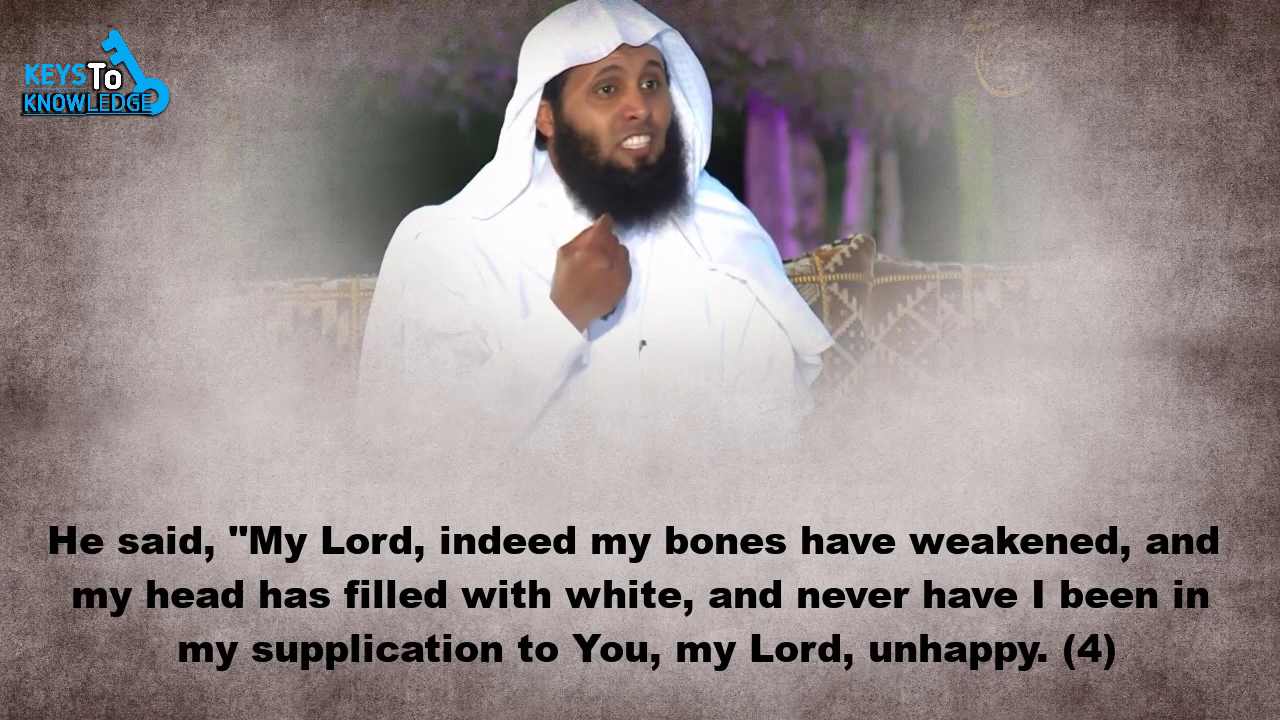 KEYS To
KNOWLEDGE
He said, "My Lord, indeed my bones have weakened, and
my head has filled with white, and never have I been in
my supplication to You, my Lord, unhappy. (4)